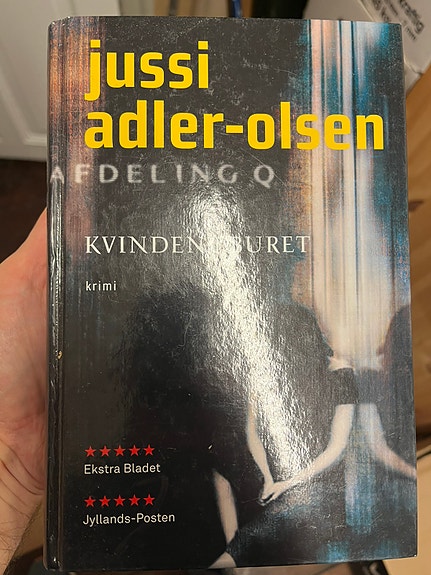 jussi
adler-olsen
AFDELING Q
KVINDEN I BURET
krimi
Ekstra Bladet
Jyllands-Posten